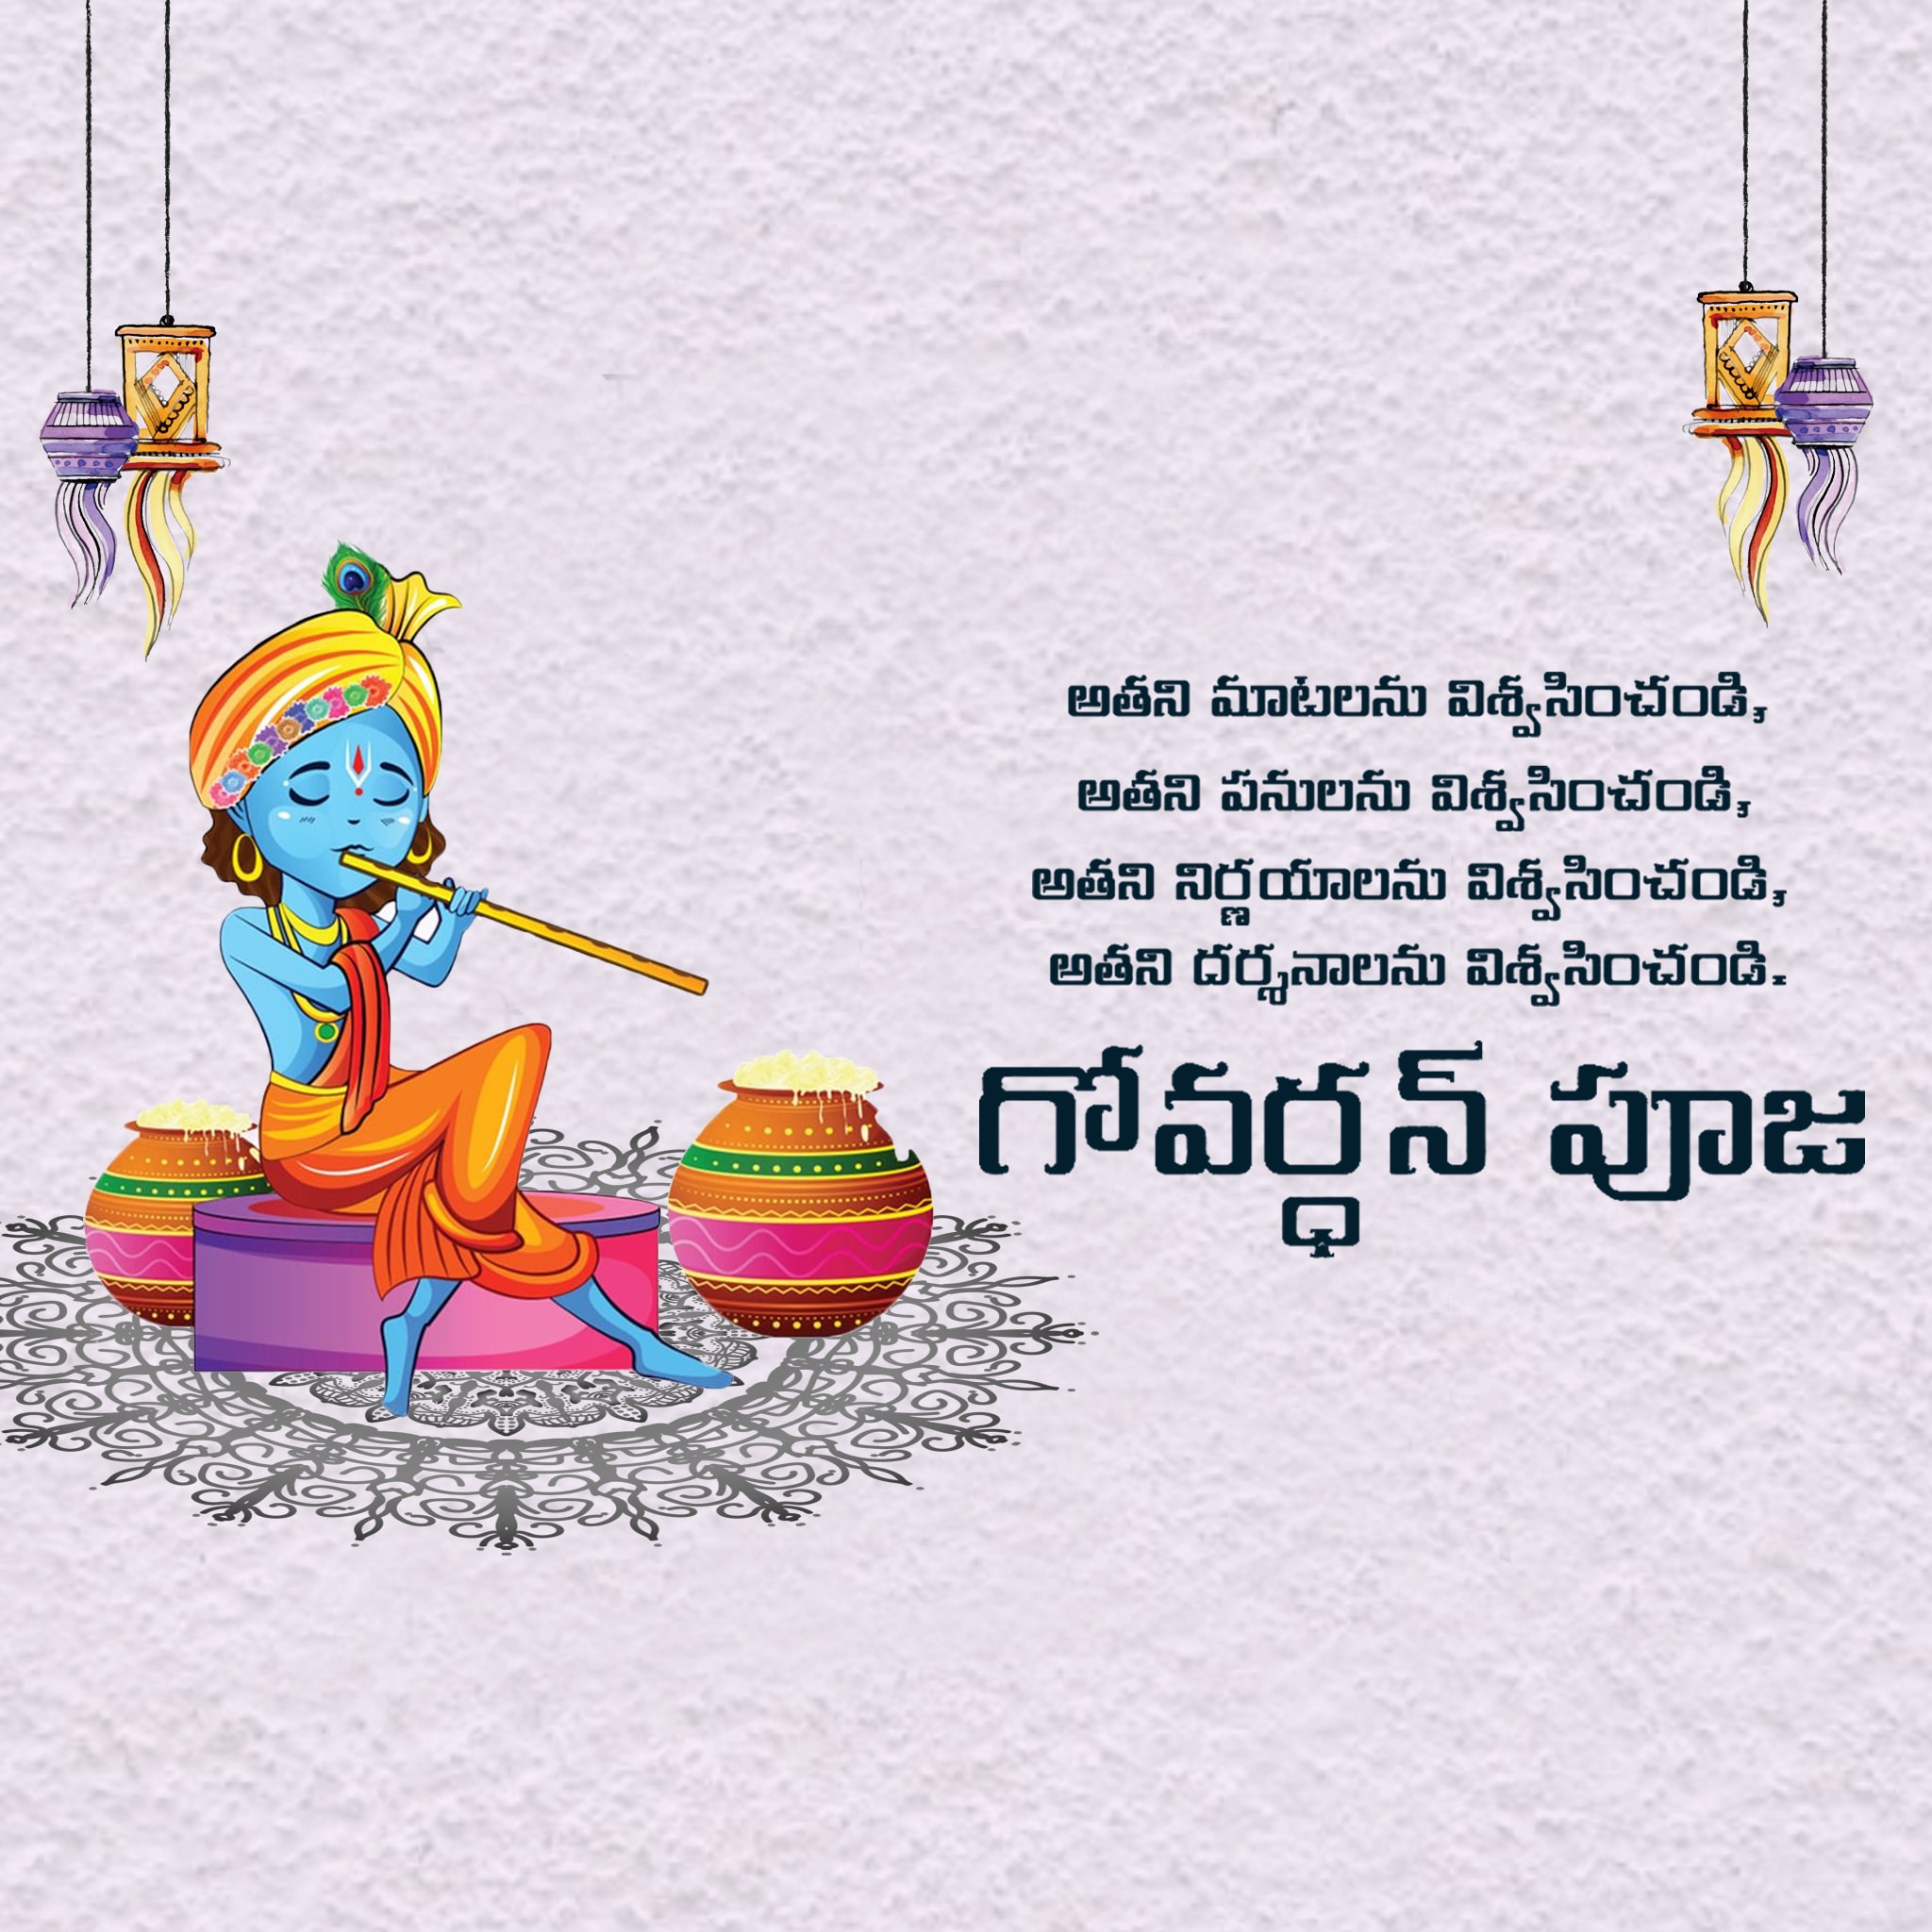 అతని మాటలను విశ్వసించండి,
అతని పనులను విశ్వసించండి,
అతని నిర్ణయాలను విశ్వసించండి,
అతని దర్శనాలను విశ్వసించండి.
గోవర్ధన్ పూజ